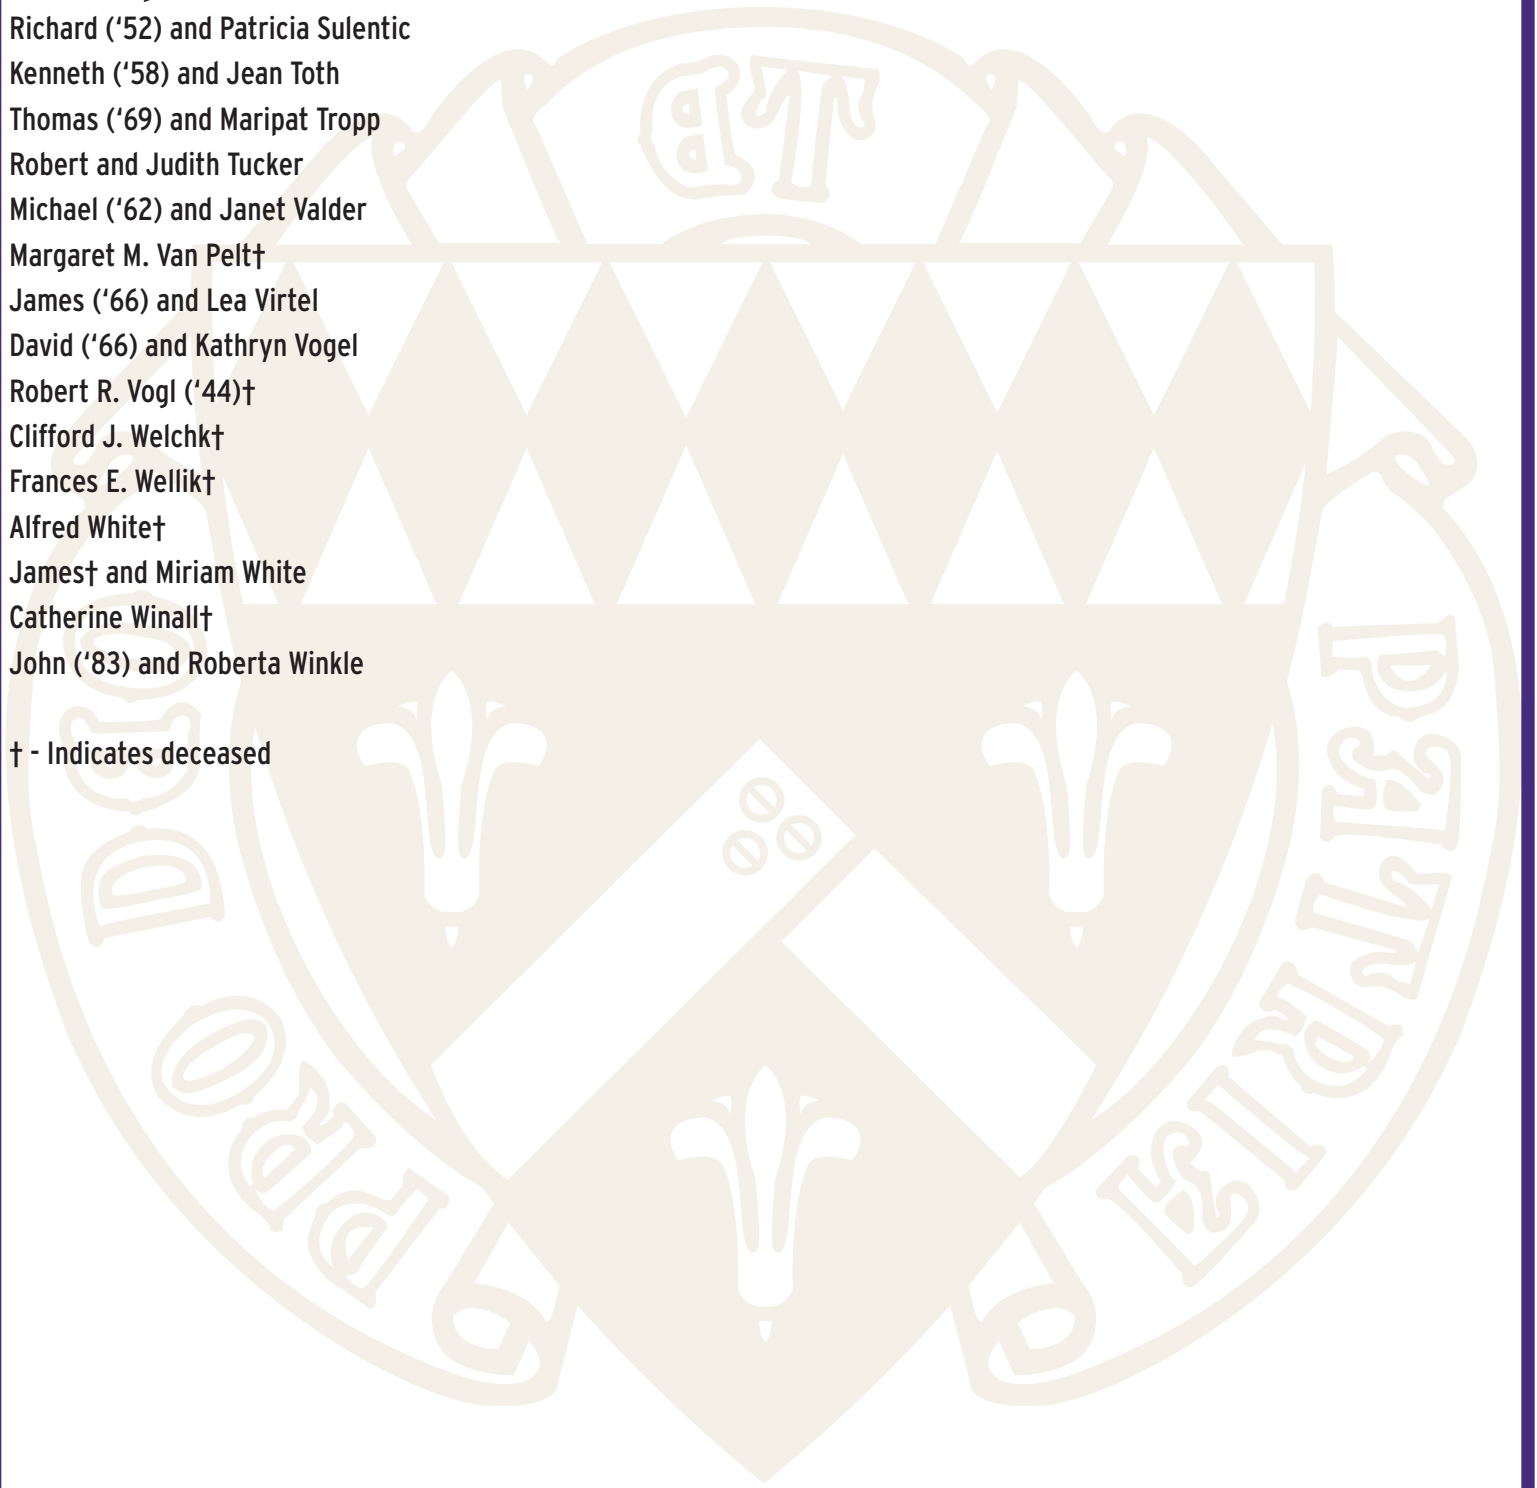 Richard (‘52) and Patricia Sulentic
Kenneth (‘58) and Jean Toth
Thomas (‘69) and Maripat Tropp
Robert and Judith Tucker
Michael (‘62) and Janet Valder
Margaret M. Van Pelt†
James (‘66) and Lea Virtel
David (‘66) and Kathryn Vogel
Robert R. Vogl (‘44)†
Clifford J. Welchk†
Frances E. Wellik†
Alfred White†
James† and Miriam White
Catherine Winall†
John (‘83) and Roberta Winkle
† - Indicates deceased
PRO DEO
ET
PATRIA